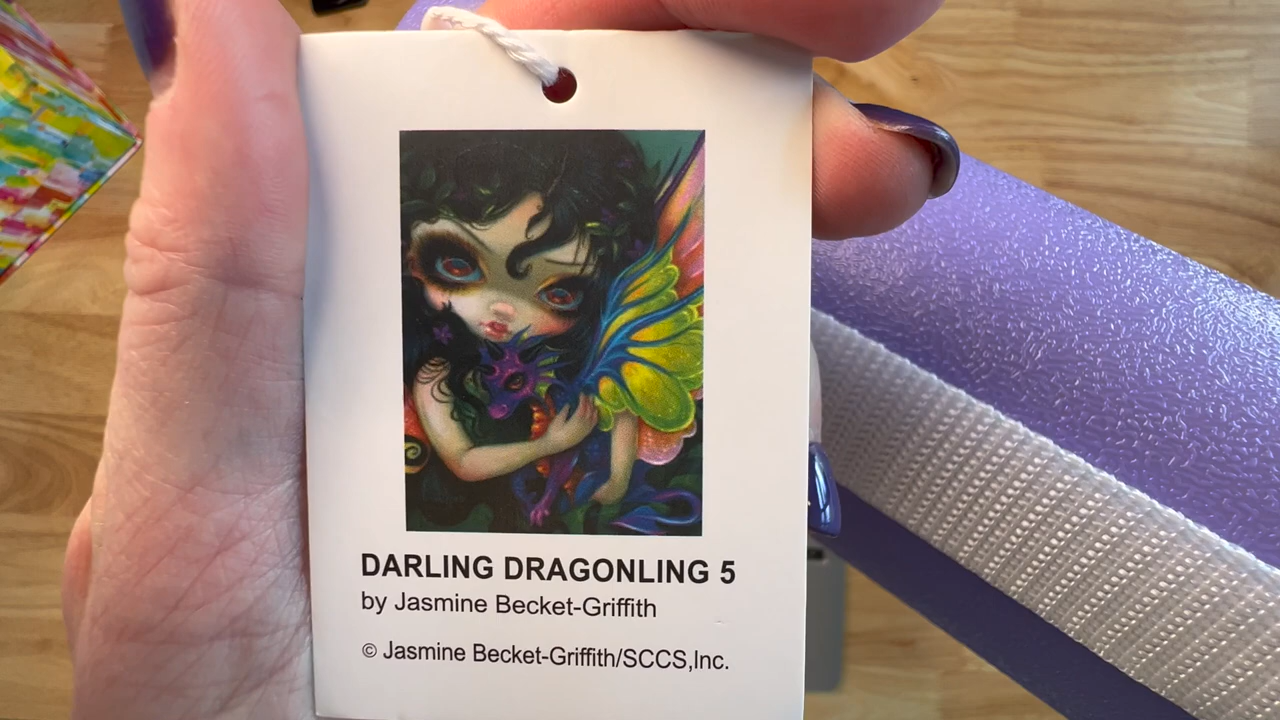 DARLING DRAGONLING 5
by Jasmine Becket-Griffith
© Jasmine Becket-Griffith/SCCS,Inc.